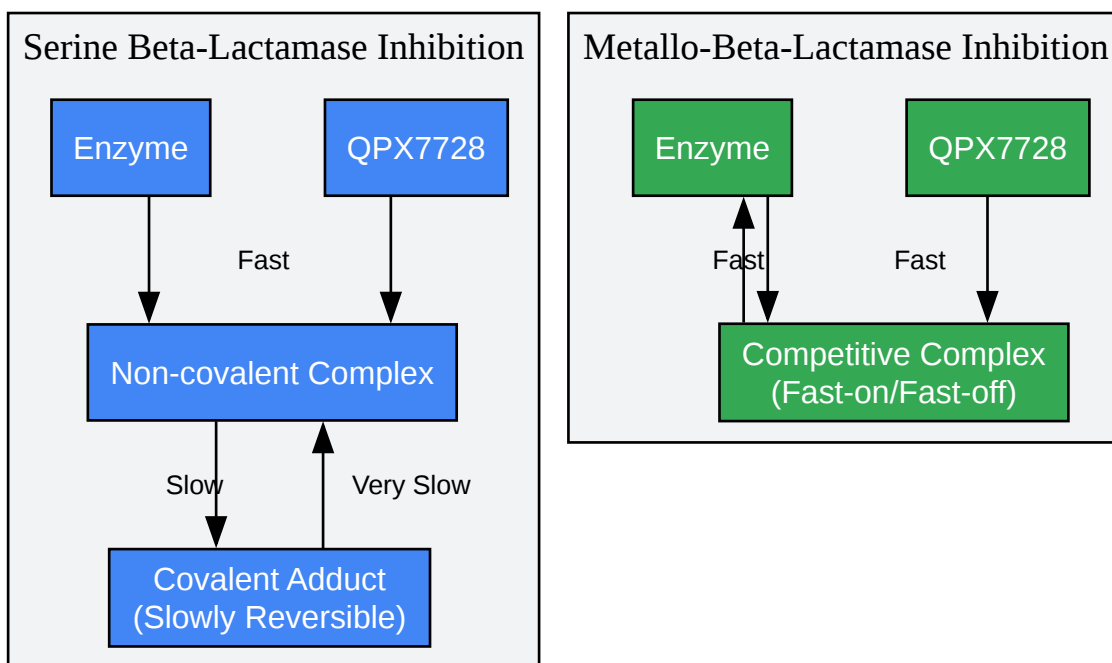 Serine Beta-Lactamase Inhibition
Enzyme
QPX7728
Fast
Non-covalent Complex
Slow
Very Slow
Covalent Adduct
(Slowly Reversible)
Metallo-Beta-Lactamase Inhibition
Enzyme
QPX7728
Fast
Fast
Competitive Complex
(Fast-on/Fast-off)